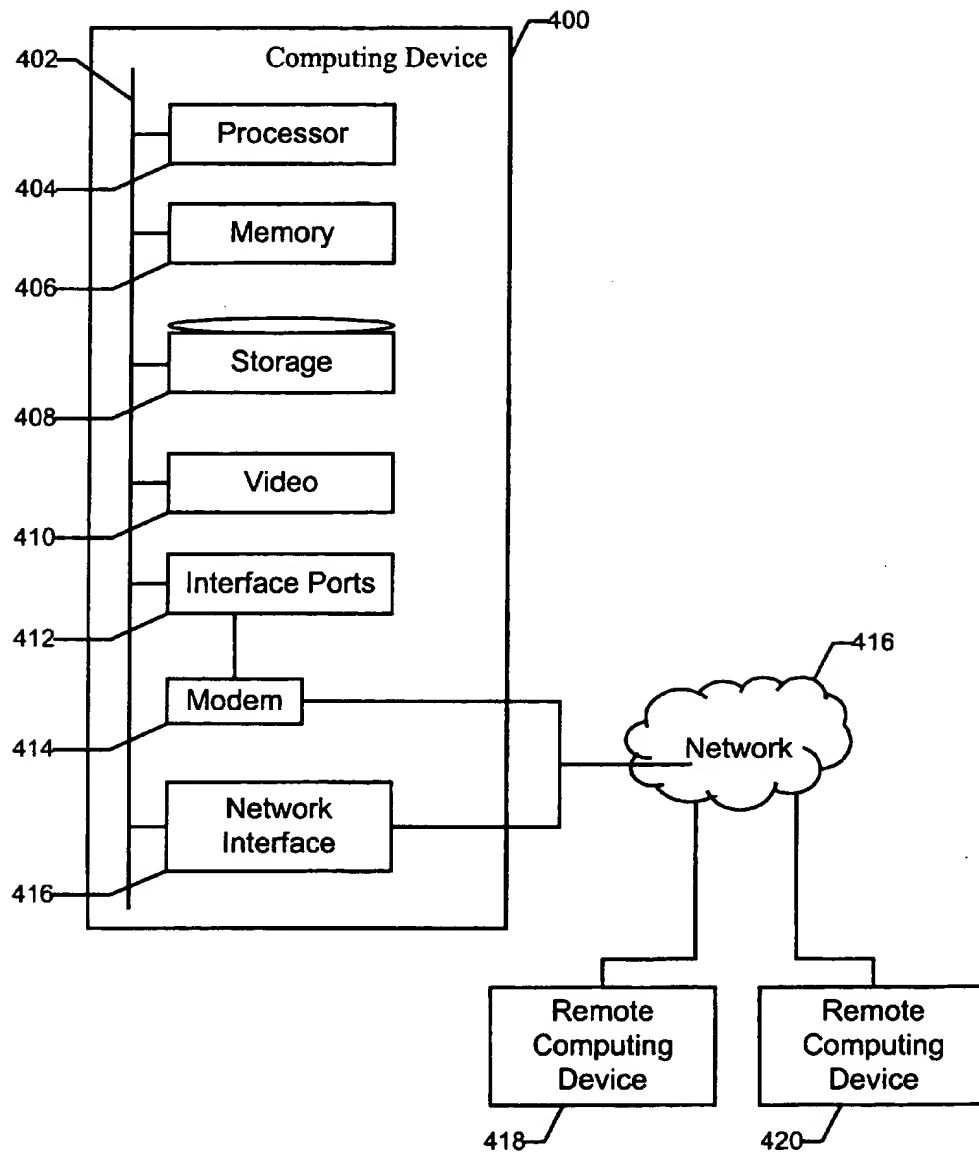 400
402
Computing Device
Processor
404
Memory
406
Storage
408
Video
410
Interface Ports
412
416
Modem
414
Network
Network
Interface
416
Remote
Computing
Device
Remote
Computing
Device
418
420